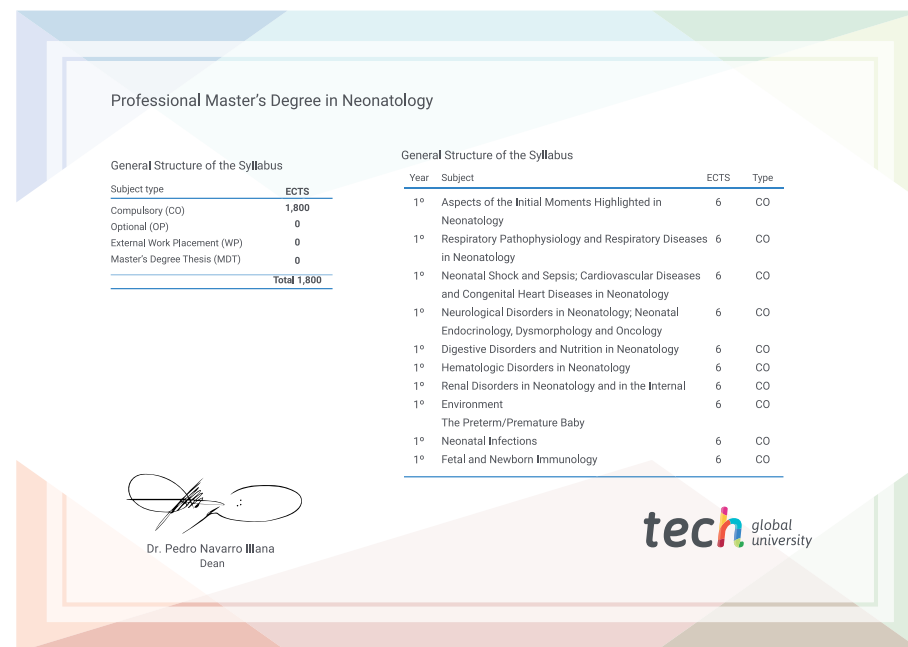 Professional Master's Degree in Neonatology
General Structure of the Syllabus
Subject type ECTS
Compulsory (CO) 1,800
Optional (OP) 0
External Work Placement (WP) 0
Master's Degree Thesis (MDT) 0
Total 1,800
General Structure of the Syllabus
Year Subject ECTS Type
1º Aspects of the Initial Moments Highlighted in 6 CO
Neonatology
1º Respiratory Pathophysiology and Respiratory Diseases 6 CO
in Neonatology
1º Neonatal Shock and Sepsis; Cardiovascular Diseases 6 CO
and Congenital Heart Diseases in Neonatology
1º Neurological Disorders in Neonatology; Neonatal 6 CO
Endocrinology, Dysmorphology and Oncology
1º Digestive Disorders and Nutrition in Neonatology 6 CO
1º Hematologic Disorders in Neonatology 6 CO
1º Renal Disorders in Neonatology and in the Internal 6 CO
1º Environment 6 CO
The Preterm/Premature Baby
1º Neonatal Infections 6 CO
1º Fetal and Newborn Immunology 6 CO
Dr. Pedro Navarro Illana
Dean
tech global
university